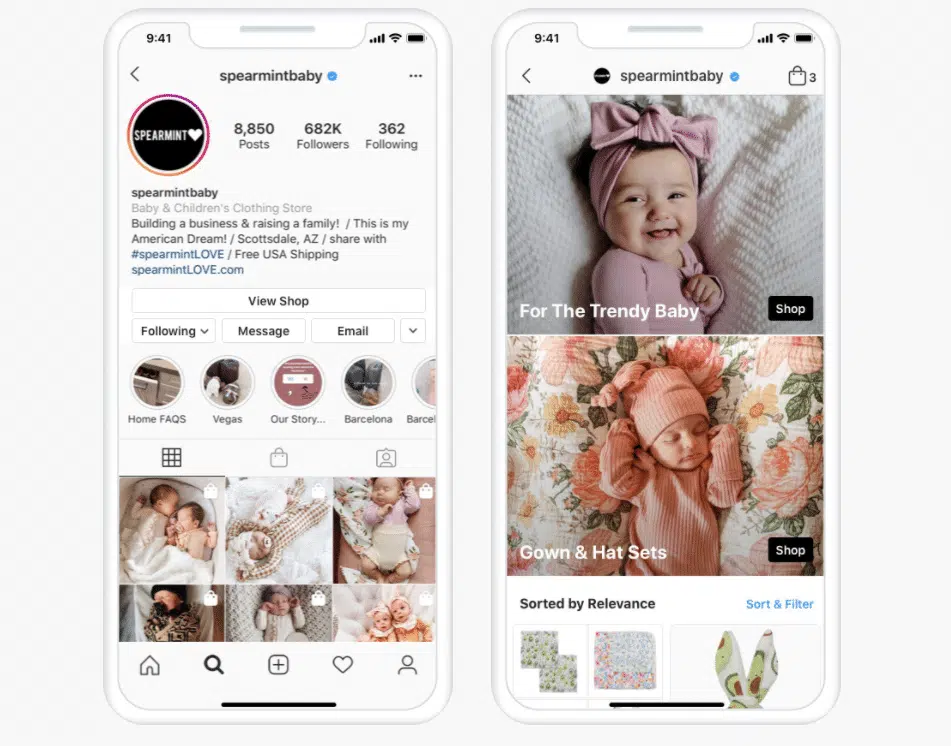 9:41
spearmintbaby
SPEARMINT
8,850
Posts
682K
Followers
362
Following
spearmintbaby
Baby & Children's Clothing Store
Building a business & raising a family! / This is my
American Dream! / Scottsdale, AZ / share with
#spearmintLOVE / Free USA Shipping
spearmintLOVE.com
View Shop
Following
Message
Email
Home FAQS
Vegas
Our Story...
Barcelona
Barcel
9:41
spearmintbaby
3
For The Trendy Baby
Shop
Gown & Hat Sets
Shop
Sorted by Relevance
Sort & Filter